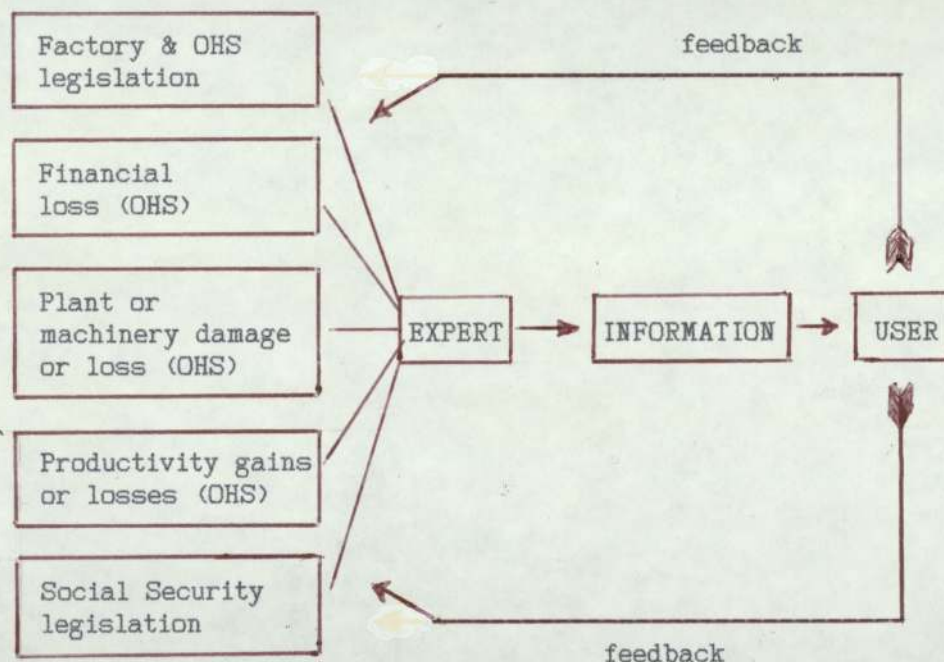 Factory & OHS
legislation
feedback
Financial
loss (OHS)
Plant or
machinery damage
or loss (OHS)
EXPERT
INFORMATION
USER
Productivity gains
or losses (OHS)
Social Security
legislation
feedback